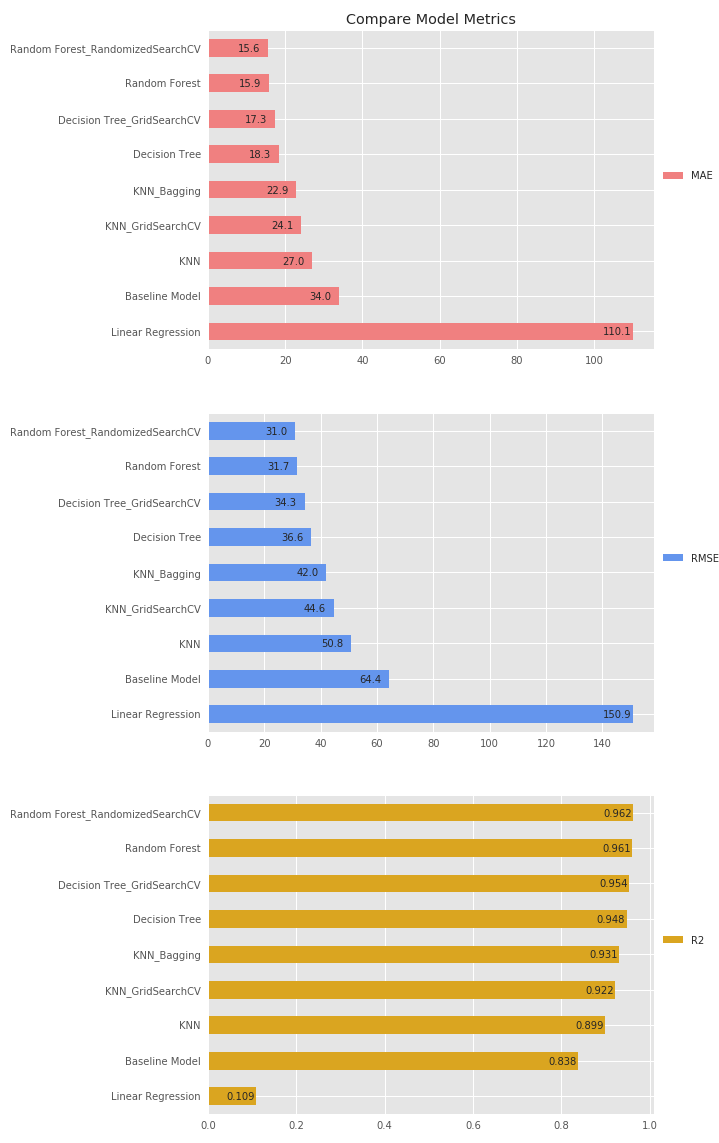 Compare Model Metrics
Random Forest_RandomizedSearchCV 15.6
Random Forest 15.9
Decision Tree_GridSearchCV 17.3
Decision Tree 18.3
MAE
KNN_Bagging 22.9
KNN_GridSearchCV 24.1
KNN 27.0
Baseline Model 34.0
Linear Regression 110.1
0 20 40 60 80 100
Random Forest_RandomizedSearchCV 31.0
Random Forest 31.7
Decision Tree_GridSearchCV 34.3
Decision Tree 36.6
RMSE
KNN_Bagging 42.0
KNN_GridSearchCV 44.6
KNN 50.8
Baseline Model 64.4
Linear Regression 150.9
0 20 40 60 80 100 120 140
Random Forest_RandomizedSearchCV 0.962
Random Forest 0.961
Decision Tree_GridSearchCV 0.954
Decision Tree 0.948
R2
KNN_Bagging 0.931
KNN_GridSearchCV 0.922
KNN 0.899
Baseline Model 0.838
Linear Regression 0.109
0.0 0.2 0.4 0.6 0.8 1.0